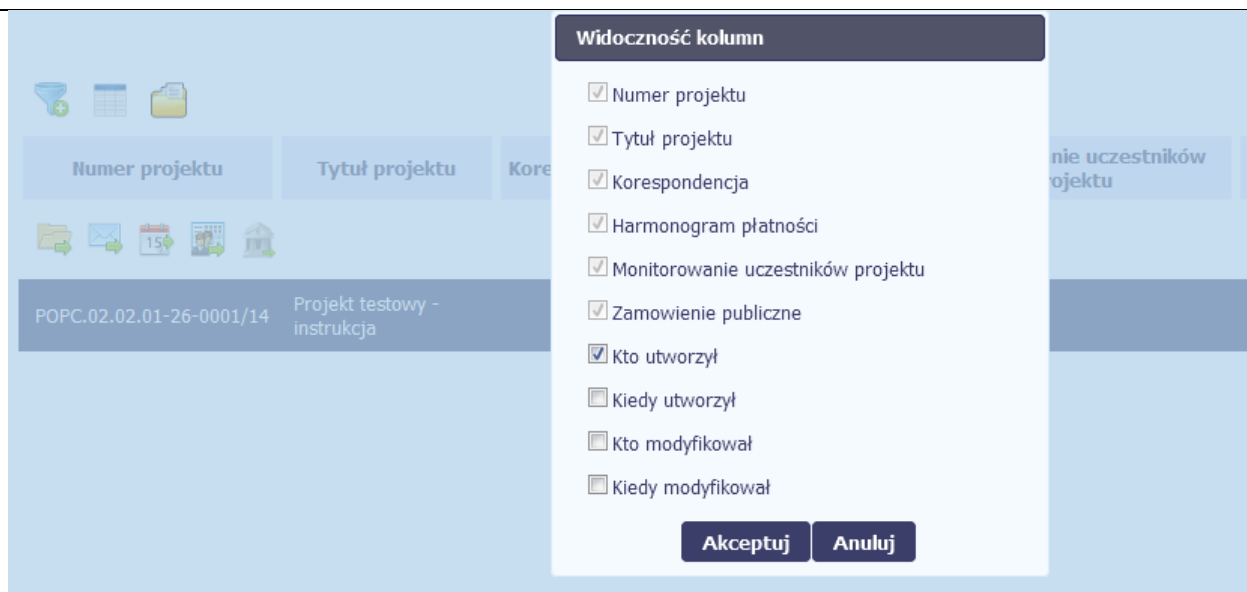 Widoczność kolumn
Numer projektu
Tytuł projektu
Korespondencja
Harmonogram płatności
Monitorowanie uczestników projektu
Zamowienie publiczne
Kto utworzył
Kiedy utworzył
Kto modyfikował
Kiedy modyfikował
Akceptuj Anuluj
Numer projektu Tytuł projektu Kore nie uczestników
ojektu
15
POPC.02.02.01-26-0001/14 Projekt testowy -
instrukcja